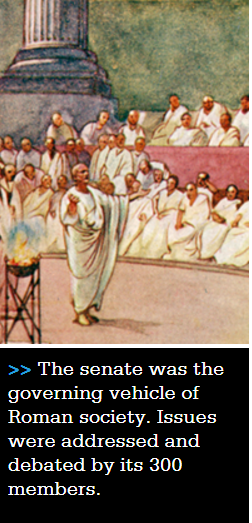 >> The senate was the
governing vehicle of
Roman society. Issues
were addressed and
debated by its 300
members.